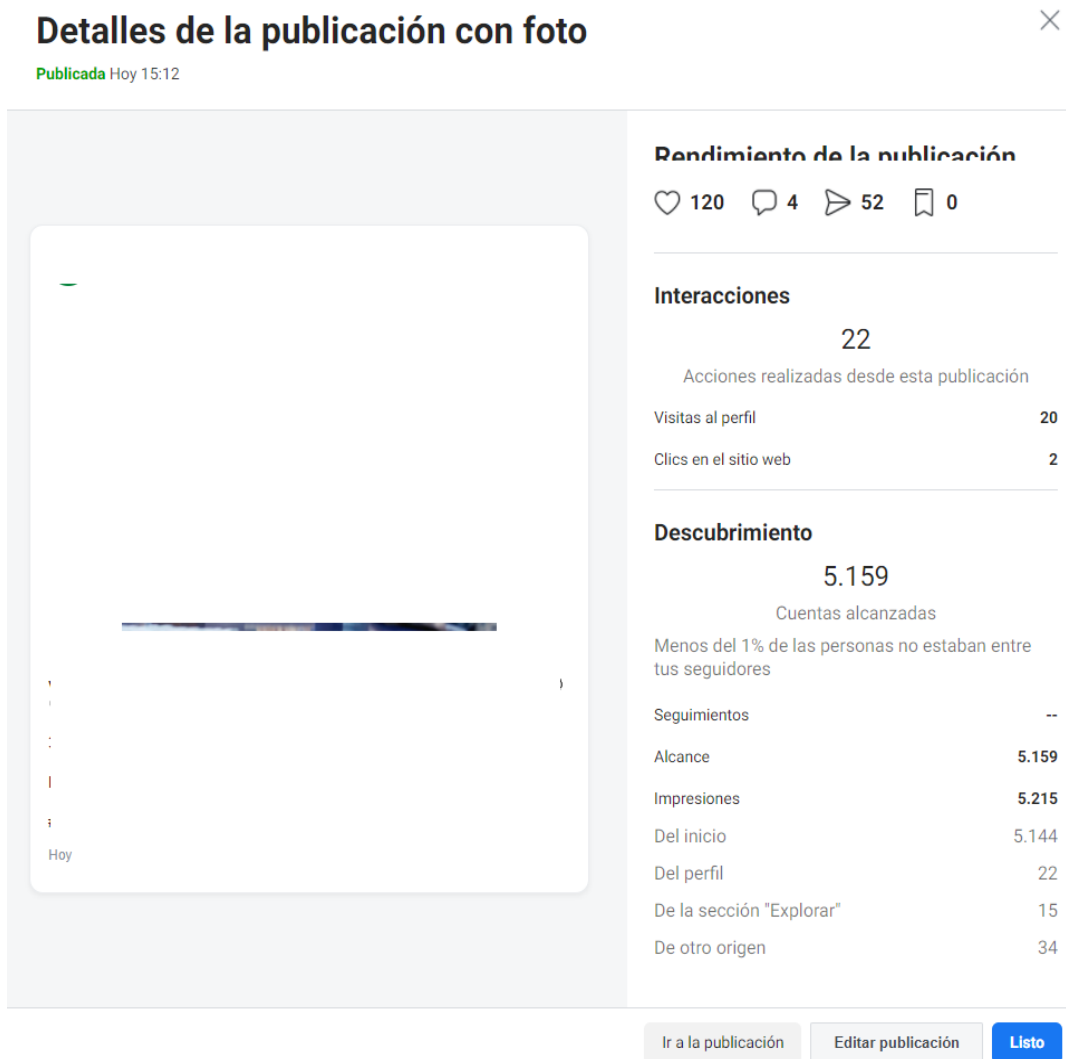 Detalles de la publicación con foto
Publicada Hoy 15:12
Rendimiento de la publicación
120 4 52 0
Interacciones
22
Acciones realizadas desde esta publicación
Visitas al perfil 20
Clics en el sitio web 2
Descubrimiento
5.159
Cuentas alcanzadas
Menos del 1% de las personas no estaban entre
tus seguidores
Seguimientos --
Alcance 5.159
Impresiones 5.215
Del inicio 5.144
Del perfil 22
De la sección "Explorar" 15
De otro origen 34
Hoy
Ir a la publicación Editar publicación Listo